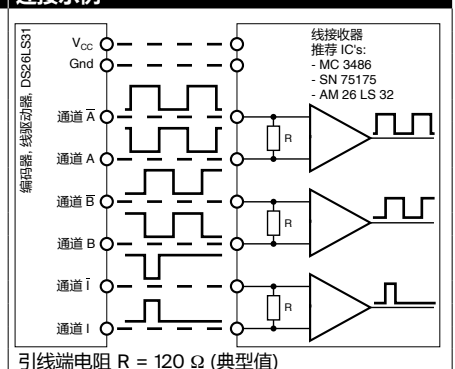 连接示例
编码器, 线驱动器, DS26LS31
VCC
Gnd
通道 A̅
通道 A
通道 B̅
通道 B
通道 I̅
通道 I
线接收器
推荐 IC's:
- MC 3486
- SN 75175
- AM 26 LS 32
R
R
R
引线端电阻 R = 120 Ω (典型值)